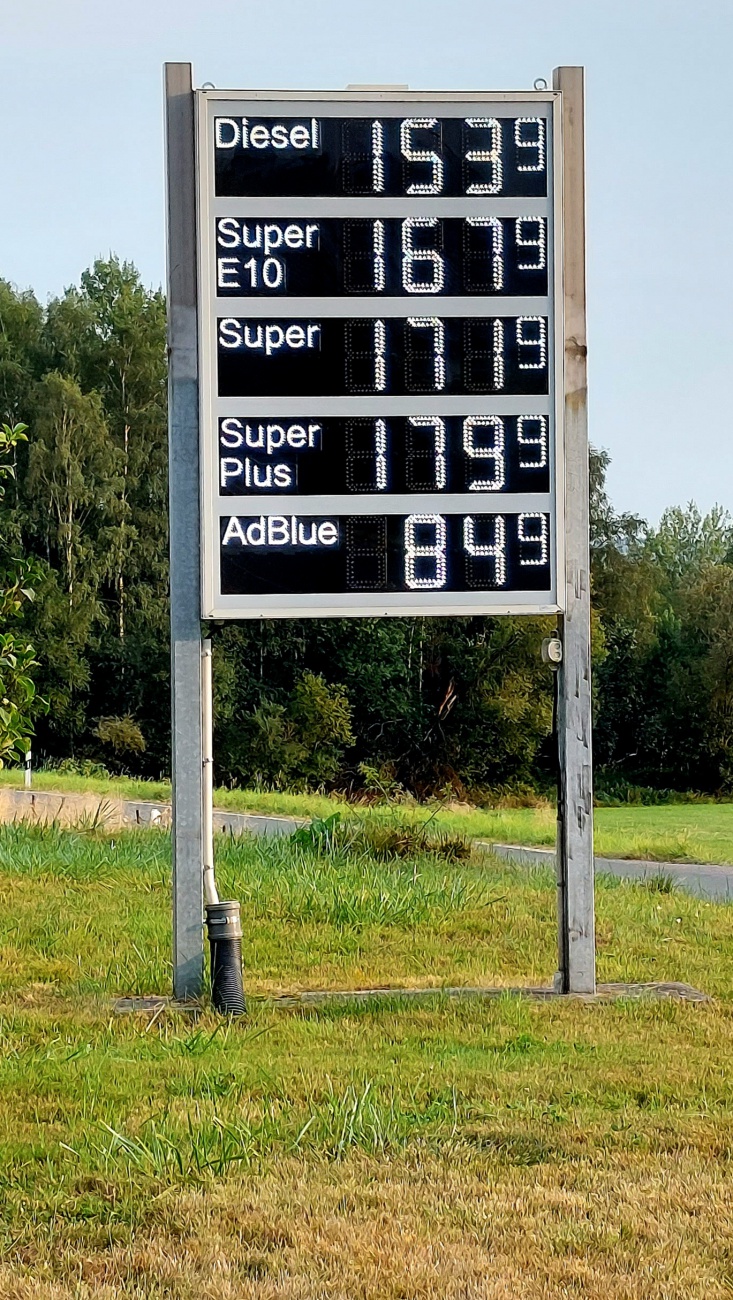 Diesel 153⁹
Super 167⁹
E10
Super 171⁹
Super 179⁹
Plus
AdBlue 84⁹